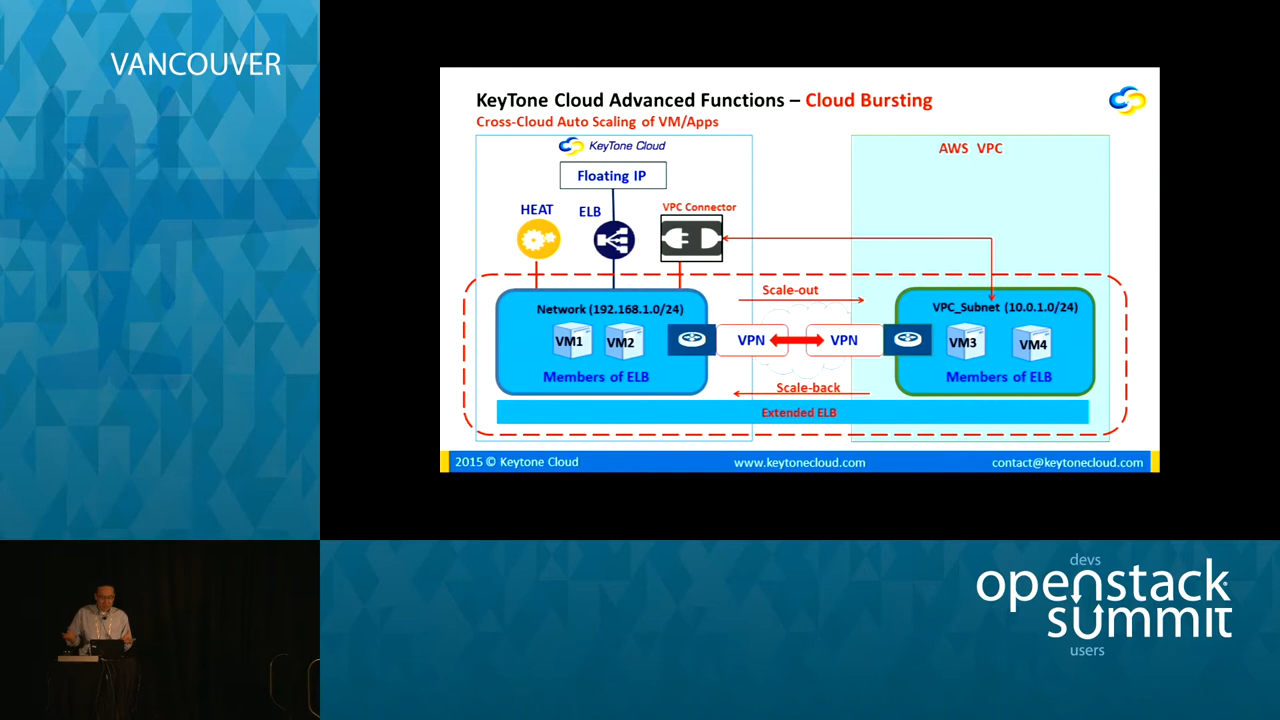 VANCOUVER
KeyTone Cloud Advanced Functions – Cloud Bursting
Cross-Cloud Auto Scaling of VM/Apps
KeyTone Cloud
AWS VPC
Floating IP
HEAT
ELB
VPC Connector
Scale-out
Network (192.168.1.0/24)
VPC_Subnet (10.0.1.0/24)
VM1
VM2
VPN
VPN
VM3
VM4
Members of ELB
Members of ELB
Scale-back
Extended ELB
2015 © Keytone Cloud
www.keytonecloud.com
contact@keytonecloud.com
devs
openstack
summit
users